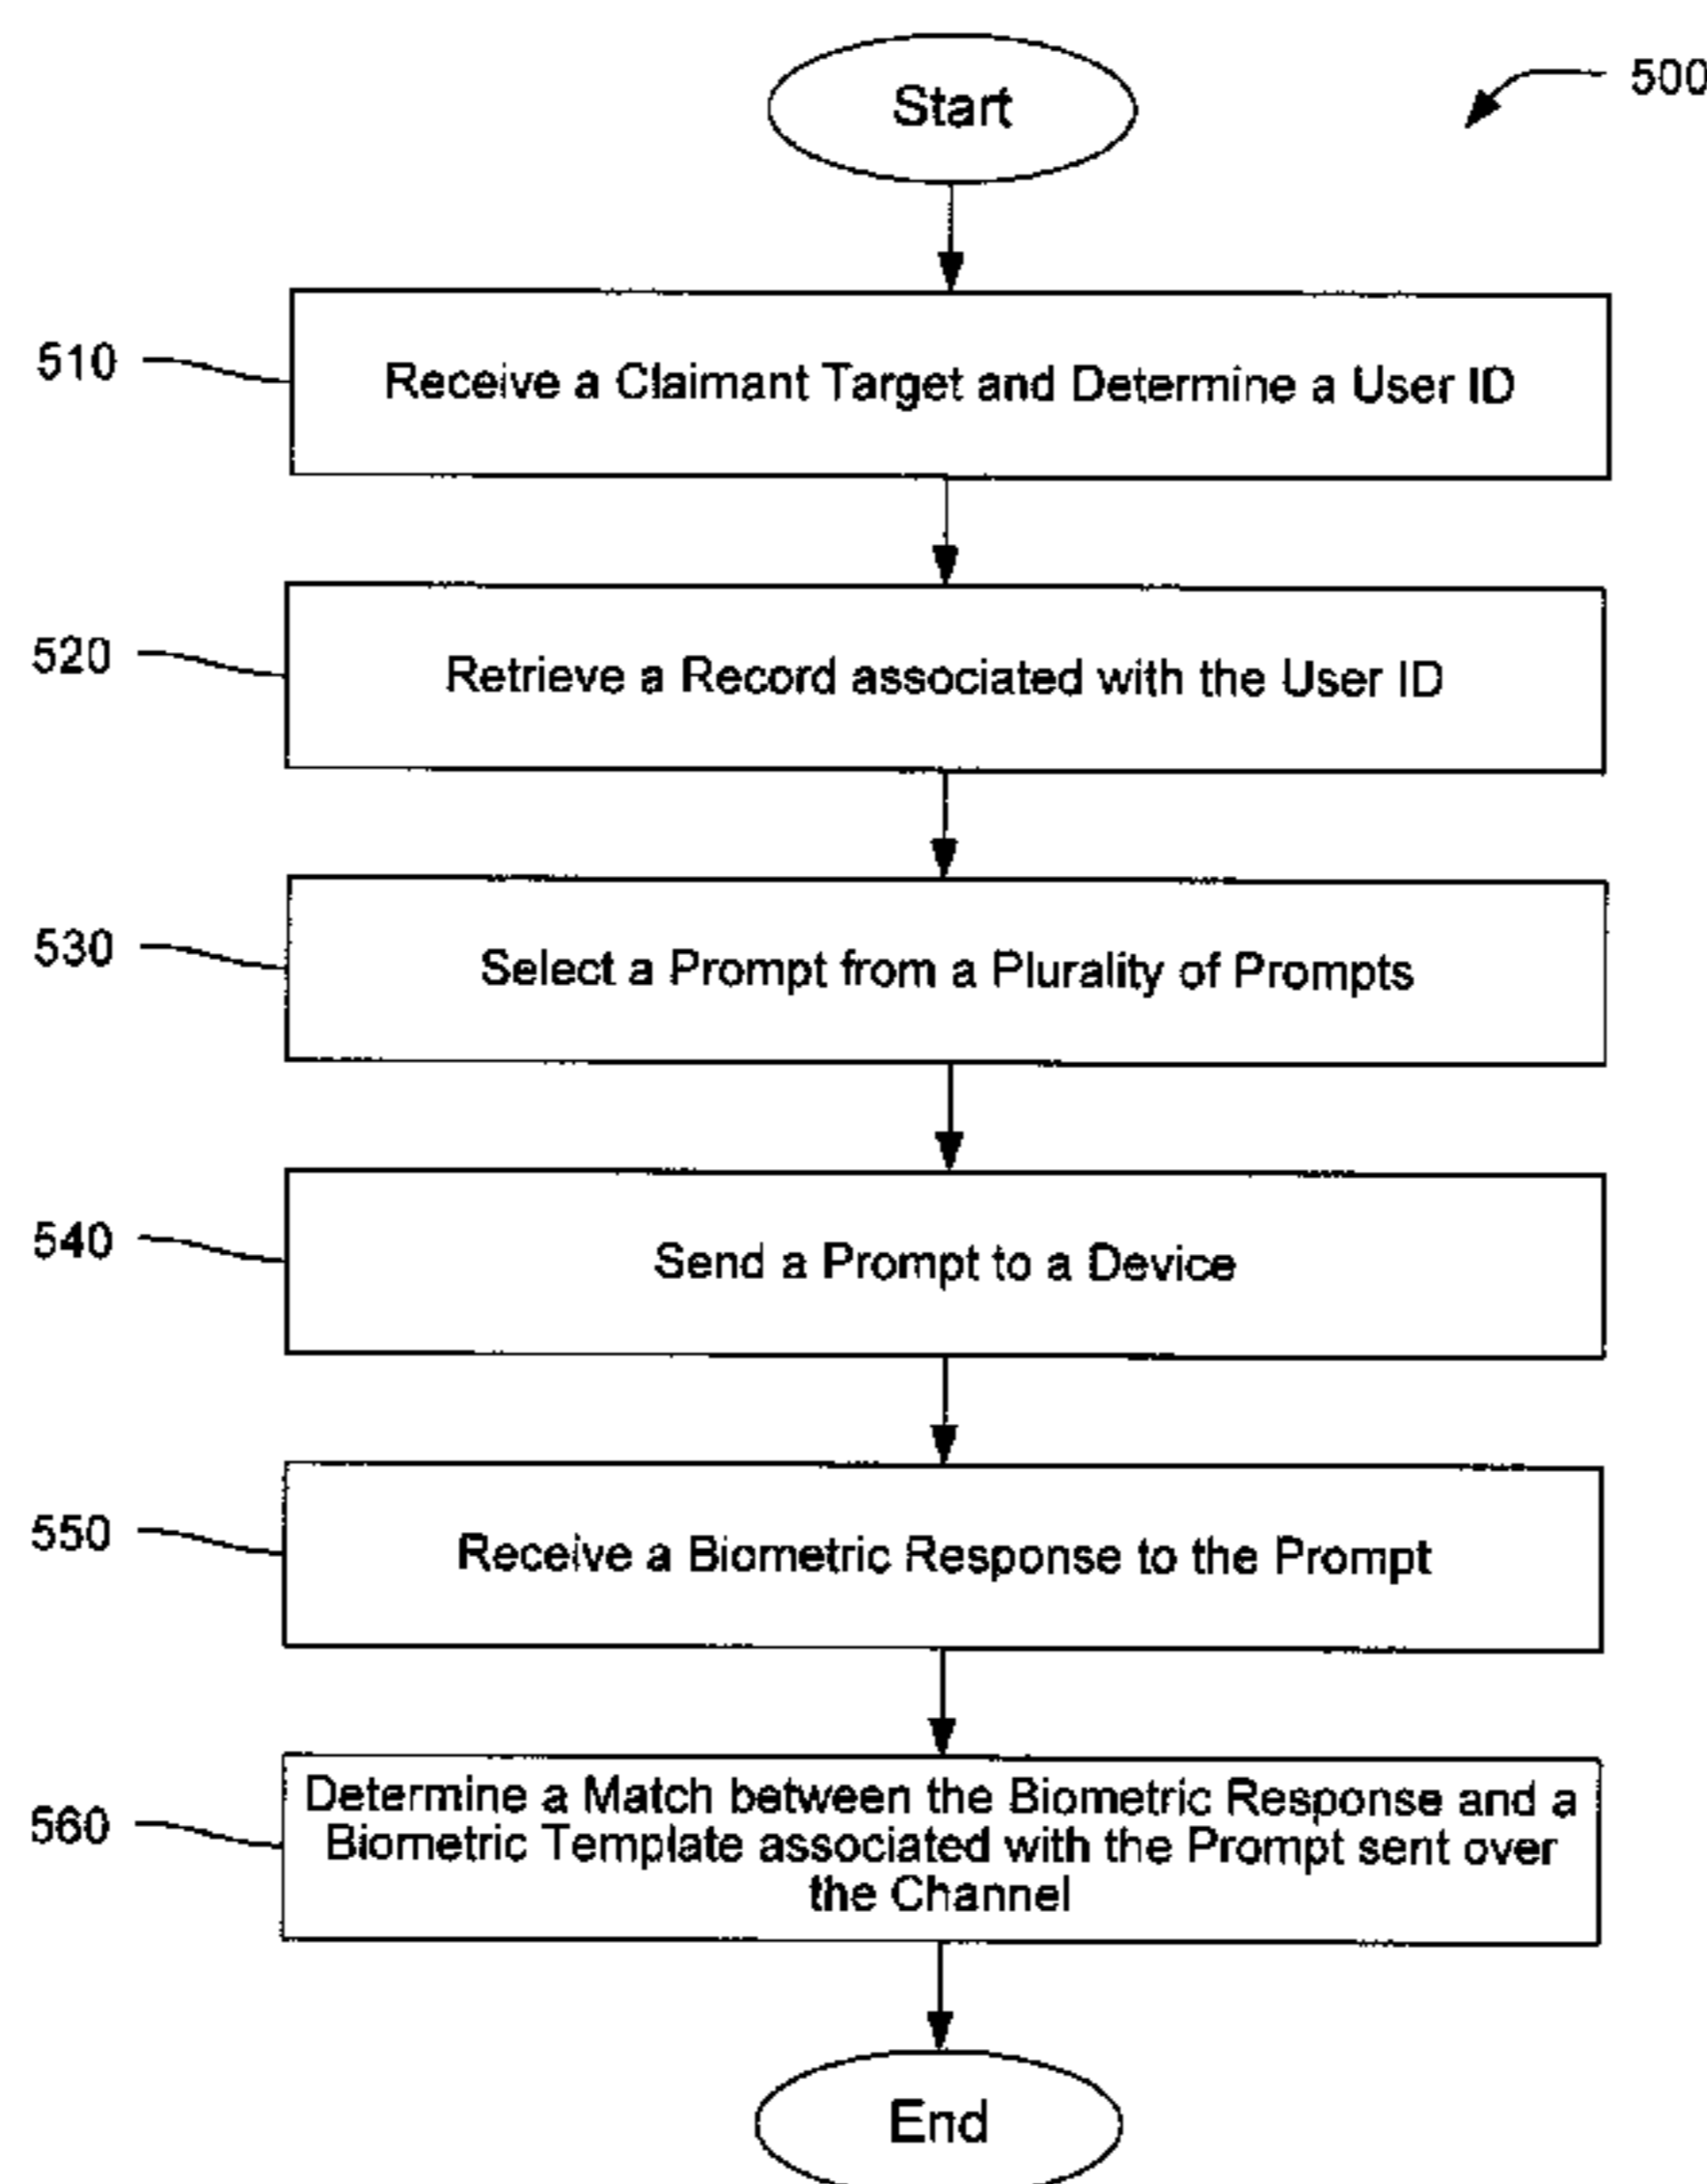 Start
500
510
Receive a Claimant Target and Determine a User ID
520
Retrieve a Record associated with the User ID
530
Select a Prompt from a Plurality of Prompts
540
Send a Prompt to a Device
550
Receive a Biometric Response to the Prompt
560
Determine a Match between the Biometric Response and a
Biometric Template associated with the Prompt sent over
the Channel
End